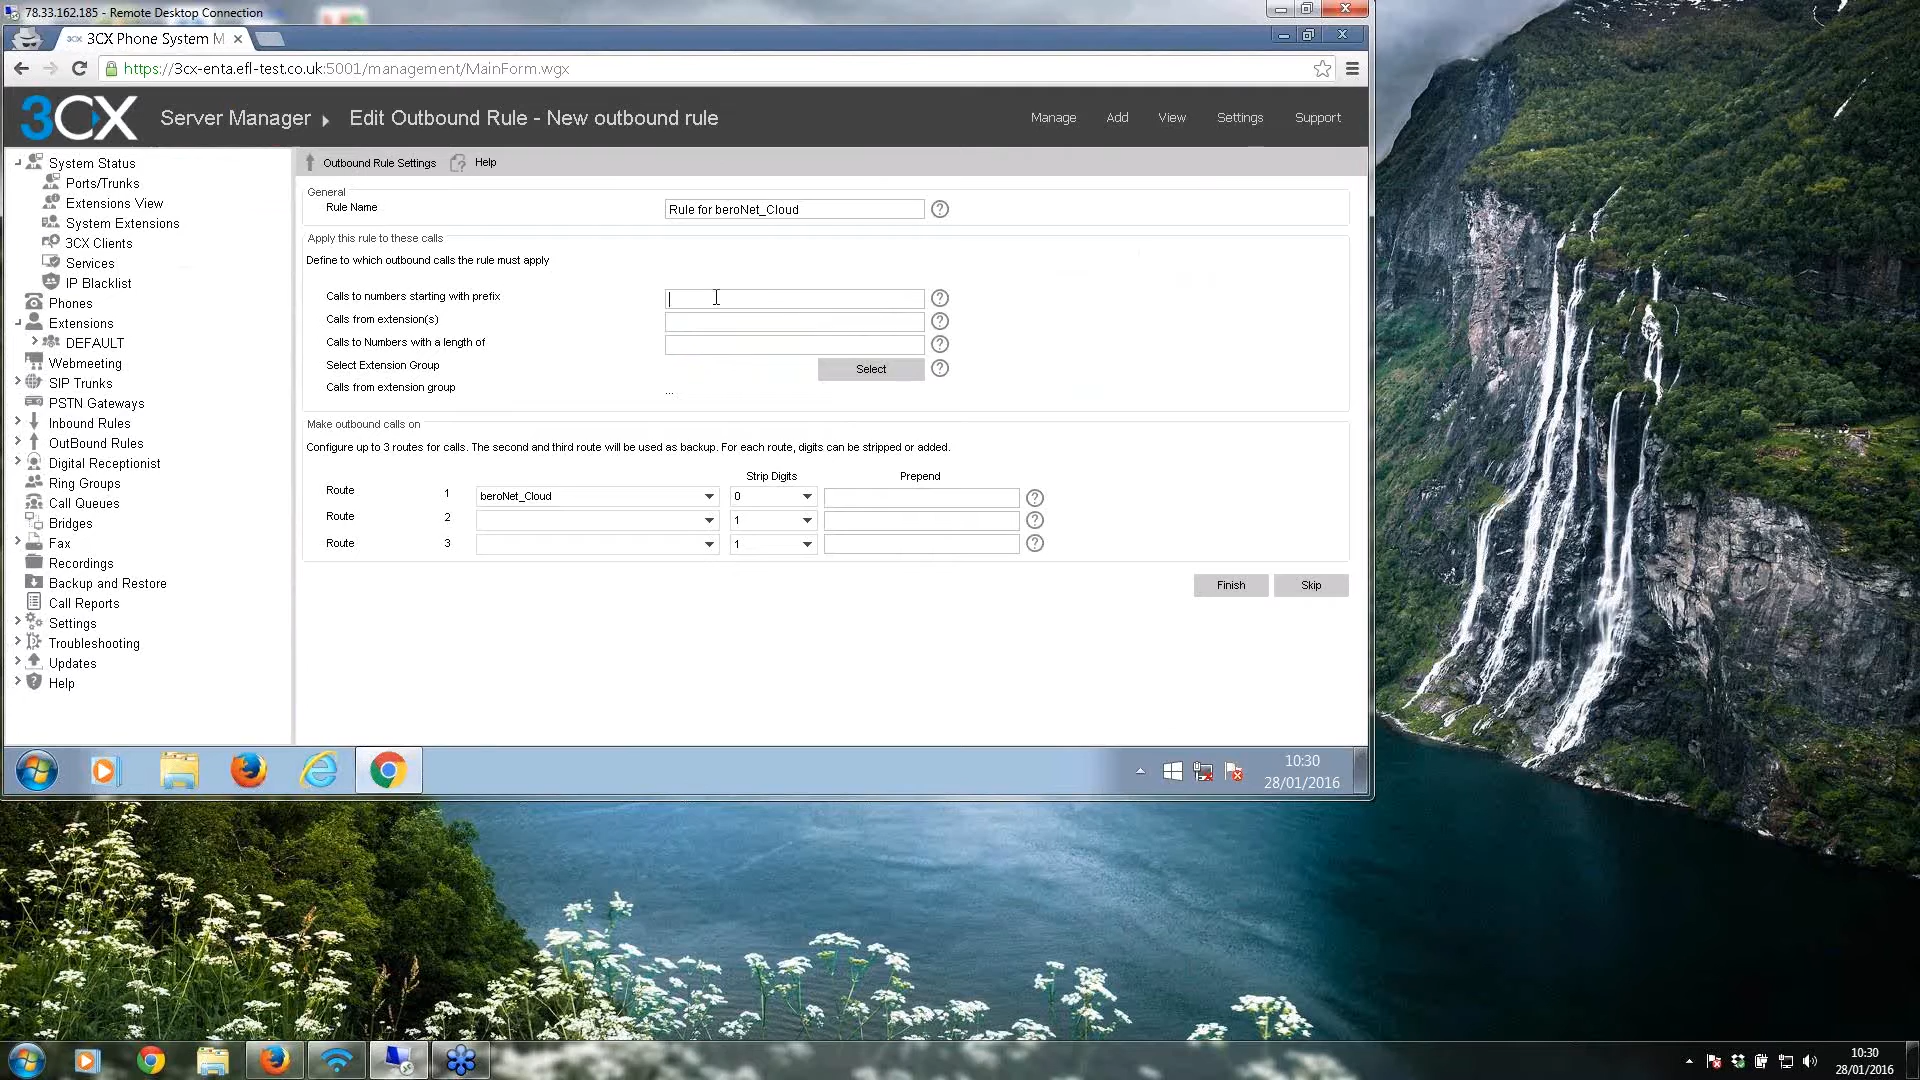 78.33.162.185 - Remote Desktop Connection
3CX Phone System M
https://3cx-enta.efl-test.co.uk:5001/management/MainForm.wgx
3CX Server Manager Edit Outbound Rule - New outbound rule Manage Add View Settings Support
Outbound Rule Settings Help
System Status
Ports/Trunks
Extensions View
System Extensions
3CX Clients
Services
IP Blacklist
Phones
Extensions
DEFAULT
Webmeeting
SIP Trunks
PSTN Gateways
Inbound Rules
OutBound Rules
Digital Receptionist
Ring Groups
Call Queues
Bridges
Fax
Recordings
Backup and Restore
Call Reports
Settings
Troubleshooting
Updates
Help
General
Rule Name Rule for beroNet_Cloud
Apply this rule to these calls
Define to which outbound calls the rule must apply
Calls to numbers starting with prefix
Calls from extension(s)
Calls to Numbers with a length of
Select Extension Group Select
Calls from extension group ...
Make outbound calls on
Configure up to 3 routes for calls. The second and third route will be used as backup. For each route, digits can be stripped or added.
Strip Digits Prepend
Route 1 beroNet_Cloud 0
Route 2 1
Route 3 1
Finish Skip
10:30
28/01/2016
10:30
28/01/2016